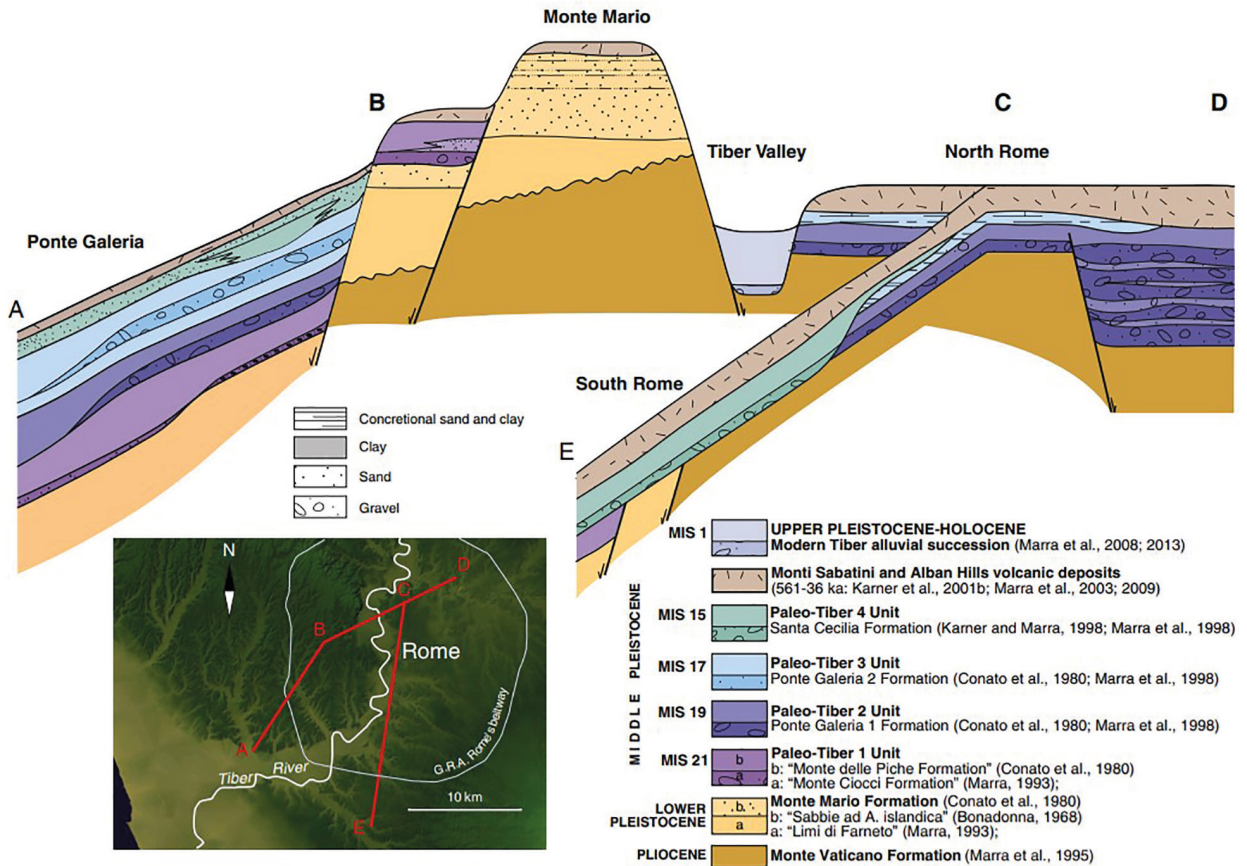 Monte Mario
B
C
D
Tiber Valley
North Rome
Ponte Galeria
A
South Rome
E
Concretional sand and clay
Clay
Sand
Gravel
N
D
C
B
Rome
A
Tiber River
G.R.A. Rome's beltway
10 km
E
MIS 1
UPPER PLEISTOCENE-HOLOCENE
Modern Tiber alluvial succession (Marra et al., 2008; 2013)
Monti Sabatini and Alban Hills volcanic deposits
(561-36 ka: Karner et al., 2001b; Marra et al., 2003; 2009)
MIDDLE PLEISTOCENE
MIS 15
Paleo-Tiber 4 Unit
Santa Cecilia Formation (Karner and Marra, 1998; Marra et al., 1998)
MIS 17
Paleo-Tiber 3 Unit
Ponte Galeria 2 Formation (Conato et al., 1980; Marra et al., 1998)
MIS 19
Paleo-Tiber 2 Unit
Ponte Galeria 1 Formation (Conato et al., 1980; Marra et al., 1998)
MIS 21
b
a
Paleo-Tiber 1 Unit
b: “Monte delle Piche Formation” (Conato et al., 1980)
a: “Monte Ciocci Formation” (Marra, 1993);
LOWER
PLEISTOCENE
b
a
Monte Mario Formation (Conato et al., 1980)
b: “Sabbie ad A. islandica” (Bonadonna, 1968)
a: “Limi di Farneto” (Marra, 1993);
PLIOCENE
Monte Vaticano Formation (Marra et al., 1995)